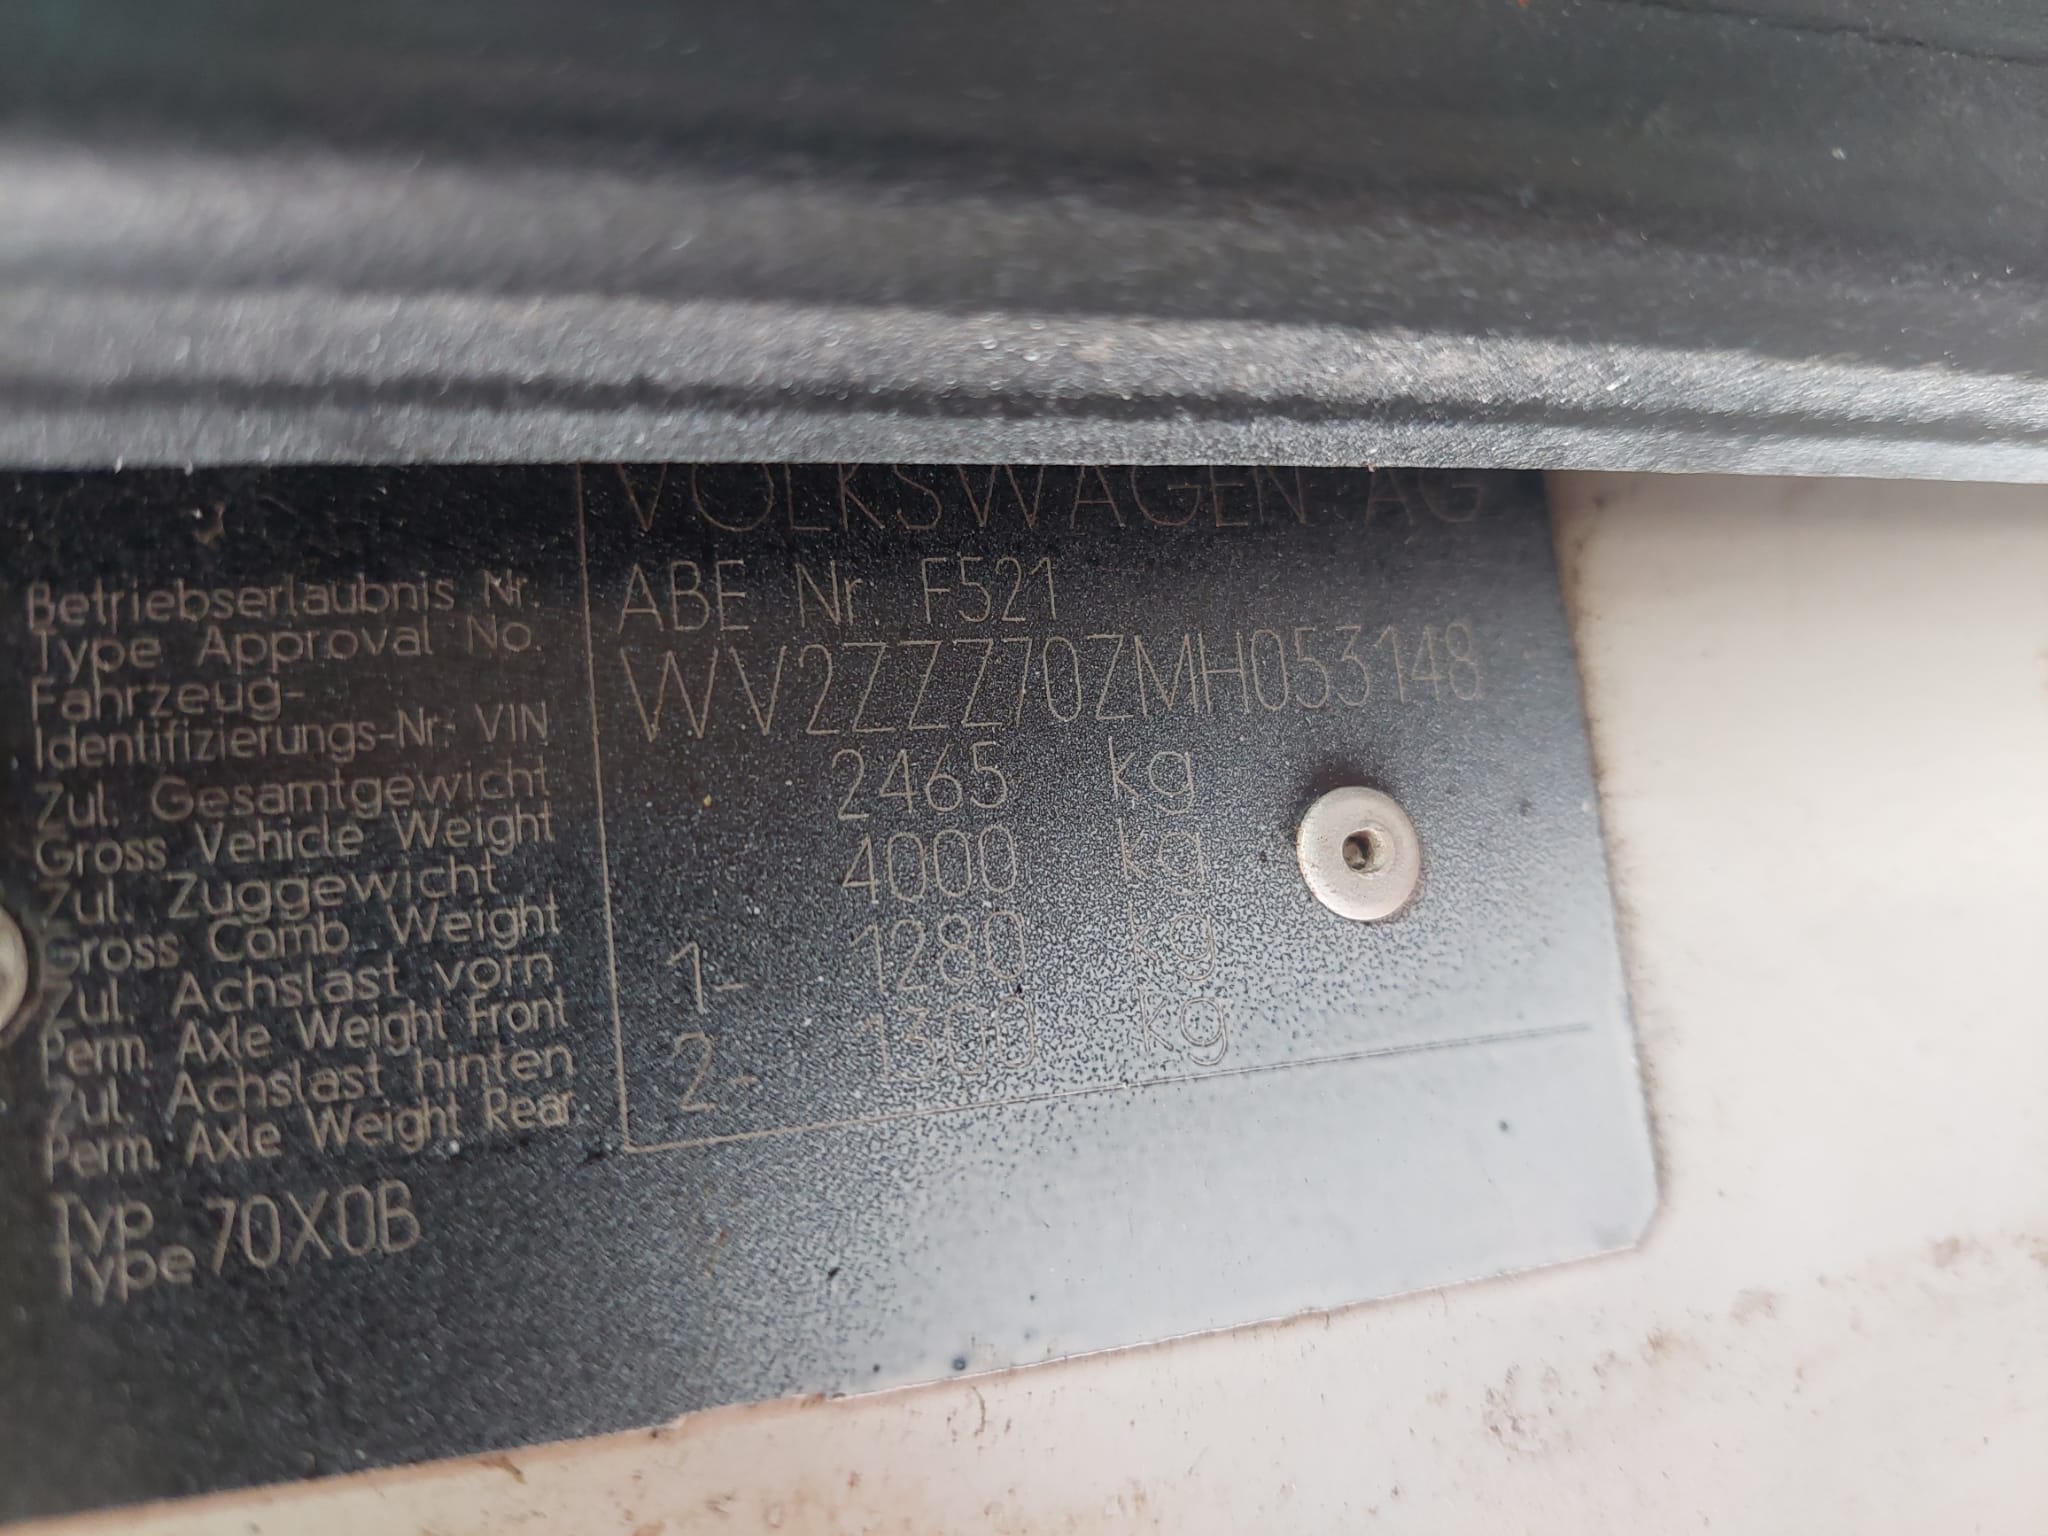 VOLKSWAGEN AG
Betriebserlaubnis Nr. ABE Nr F521
Type Approval No.
Fahrzeug- WV2ZZZ70ZMH053148
Identifizierungs-Nr- VIN
Zul. Gesamtgewicht 2465 kg
Gross Vehicle Weight
Zul. Zuggewicht 4000 kg
Gross Comb. Weight
Zul. Achslast vorn 1- 1280 kg
Perm. Axle Weight Front
Zul. Achslast hinten 2- 1300 kg
Perm. Axle Weight Rear
Typ
Type 70X0B